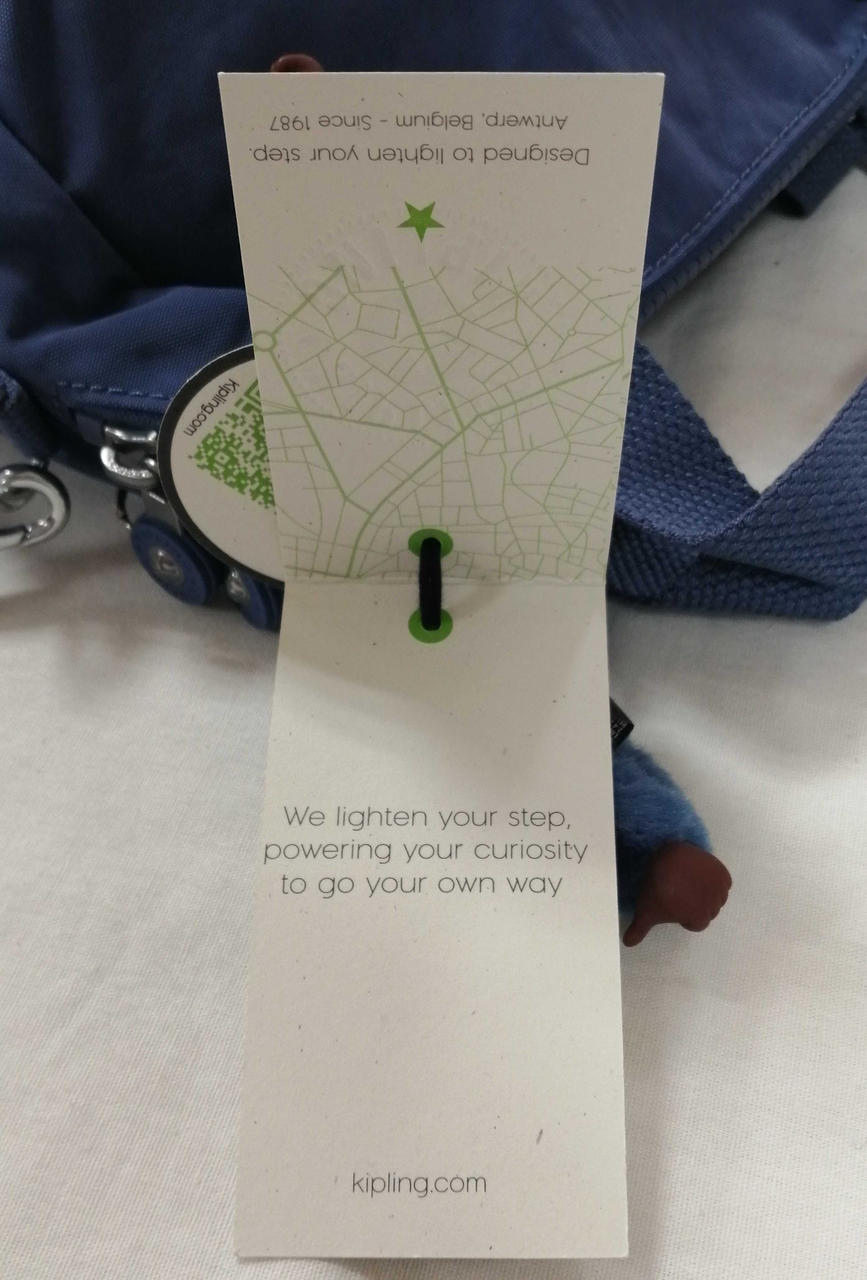 Designed to lighten your step.
Antwerp, Belgium - Since 1987
Kipling.com
We lighten your step,
powering your curiosity
to go your own way
kipling.com